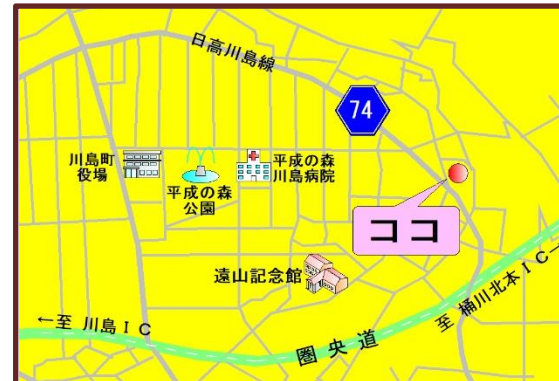 日高川島線
74
川島町
役場
平成の森
公園
平成の森
川島病院
ココ
遠山記念館
←至 川島IC
圏央道
至 桶川北本IC→